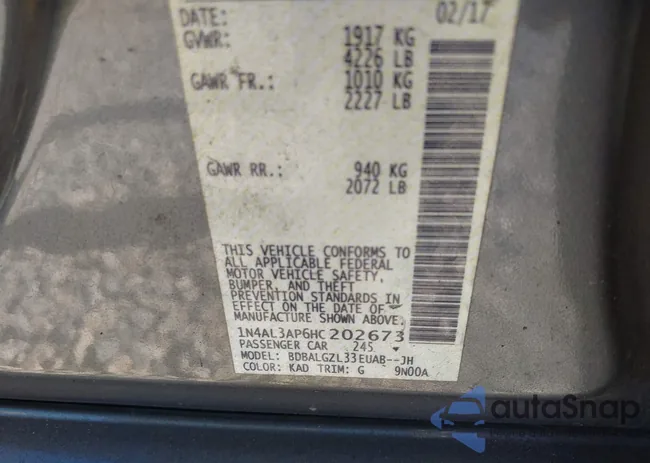 DATE: 02/17
GVWR: 1917 KG
4226 LB
GAWR FR.: 1010 KG
2227 LB
GAWR RR.: 940 KG
2072 LB
THIS VEHICLE CONFORMS TO
ALL APPLICABLE FEDERAL
MOTOR VEHICLE SAFETY,
BUMPER, AND THEFT
PREVENTION STANDARDS IN
EFFECT ON THE DATE OF
MANUFACTURE SHOWN ABOVE.
1N4AL3AP6HC202673
PASSENGER CAR 245
MODEL: BDBALGZL33EUAB--JH
COLOR: KAD TRIM: G 9N00A
autoSnap